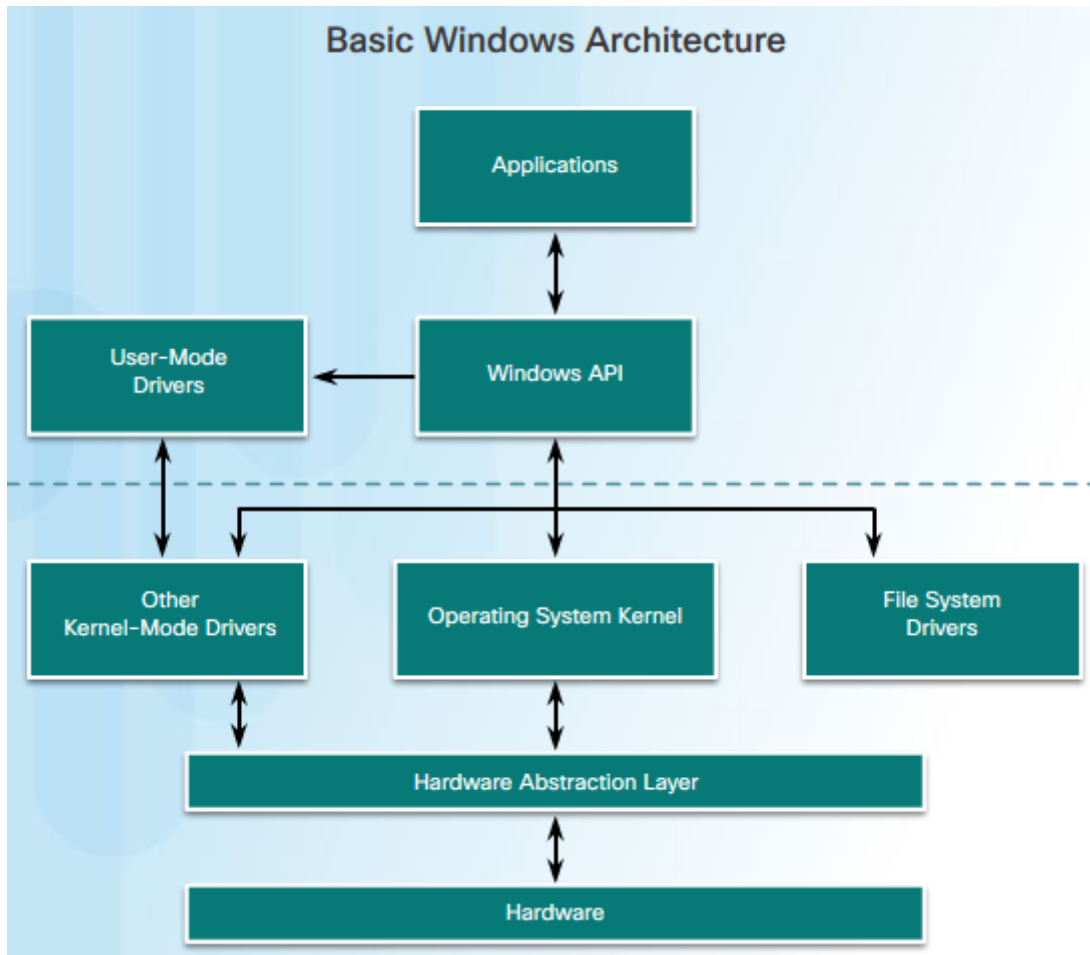 Basic Windows Architecture
Applications
User-Mode
Drivers
Windows API
Other
Kernel-Mode Drivers
Operating System Kernel
File System
Drivers
Hardware Abstraction Layer
Hardware